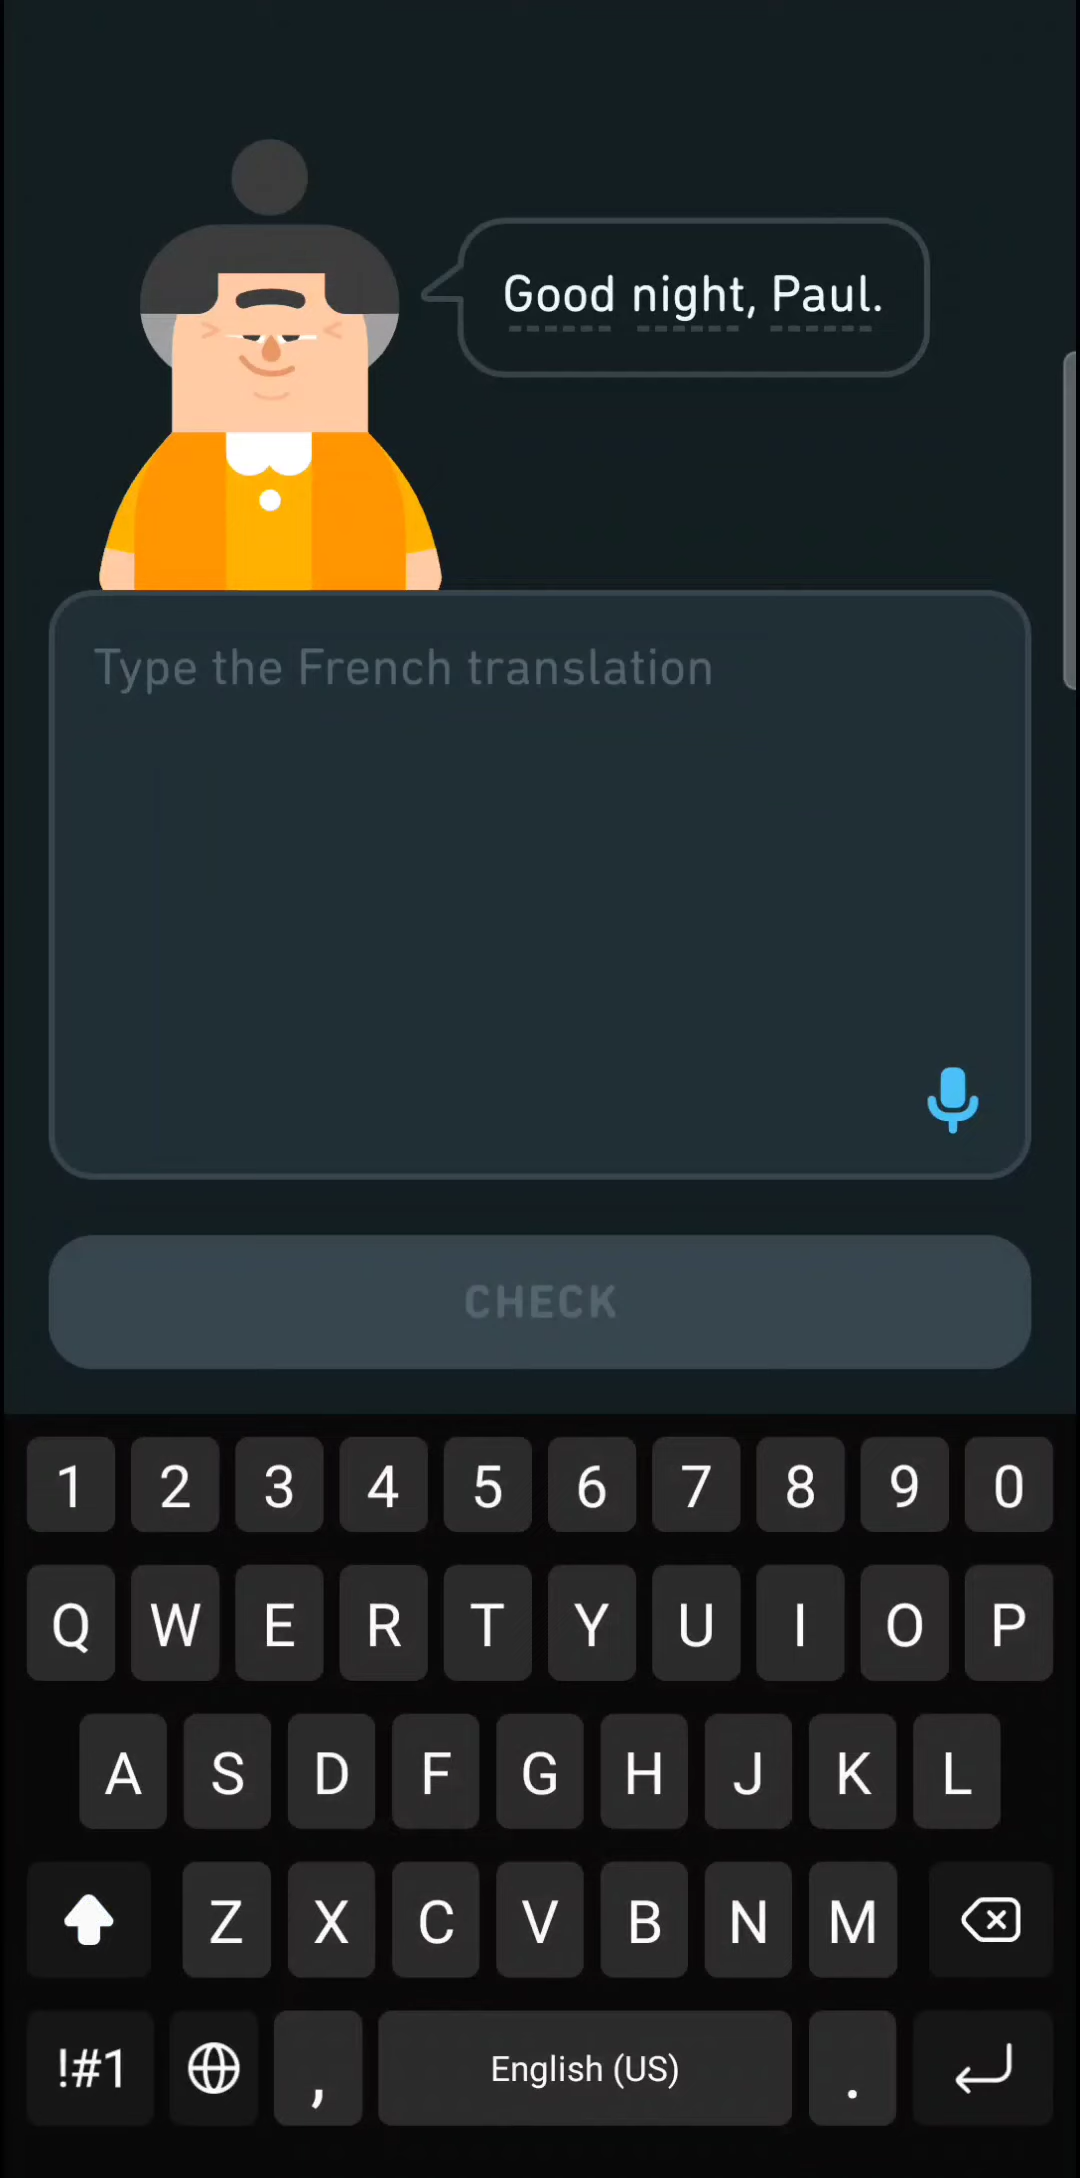 Good night, Paul.
Type the French translation
CHECK
1 2 3 4 5 6 7 8 9 0
Q W E R T Y U I O P
A S D F G H J K L
Z X C V B N M
!#1 , English (US) .